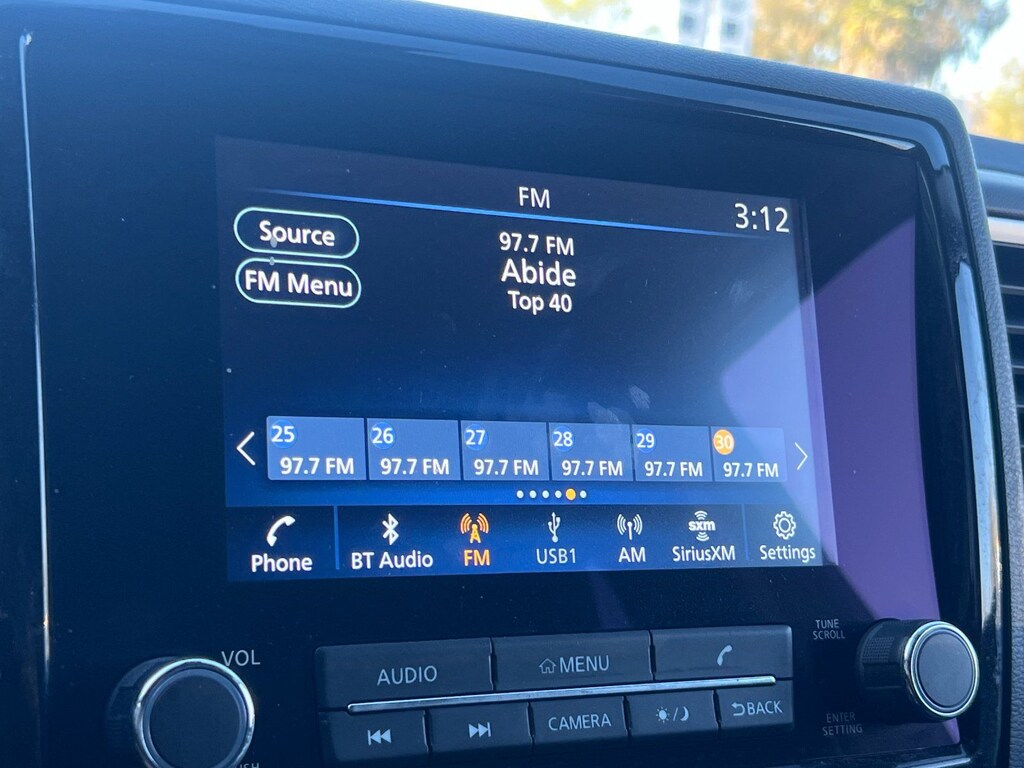 FM
3:12
Source
97.7 FM
FM Menu
Abide
Top 40
25 26 27 28 29 30
97.7 FM 97.7 FM 97.7 FM 97.7 FM 97.7 FM 97.7 FM
Phone BT Audio FM USB1 AM sxm SiriusXM Settings
TUNE
SCROLL
VOL
AUDIO MENU
CAMERA BACK
ENTER
SETTING